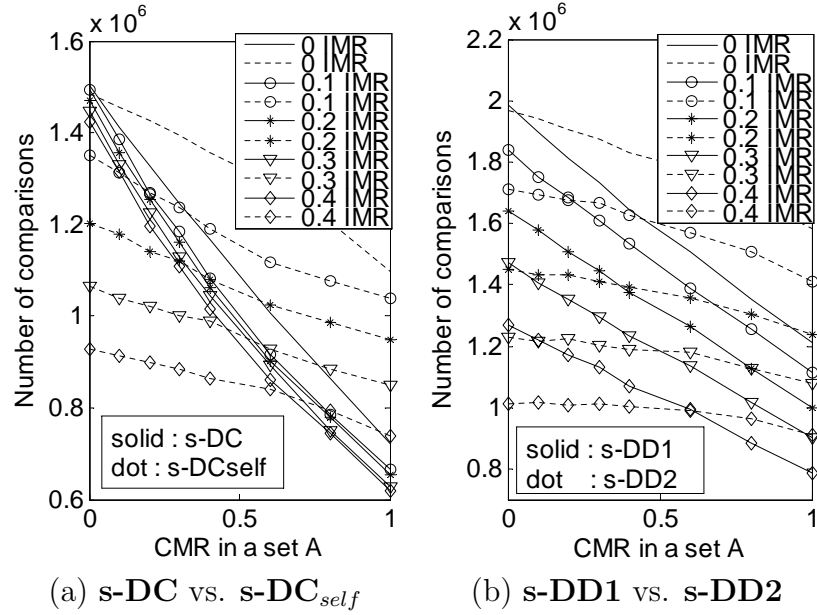 x 10^6
1.6
1.4
1.2
1
0.8
0.6
0
0.5
1
Number of comparisons
CMR in a set A
0 IMR
0 IMR
0.1 IMR
0.1 IMR
0.2 IMR
0.2 IMR
0.3 IMR
0.3 IMR
0.4 IMR
0.4 IMR
solid : s-DC
dot : s-DCself
(a) s-DC vs. s-DC_self
x 10^6
2.2
2
1.8
1.6
1.4
1.2
1
0.8
0
0.5
1
Number of comparisons
CMR in a set A
0 IMR
0 IMR
0.1 IMR
0.1 IMR
0.2 IMR
0.2 IMR
0.3 IMR
0.3 IMR
0.4 IMR
0.4 IMR
solid : s-DD1
dot : s-DD2
(b) s-DD1 vs. s-DD2